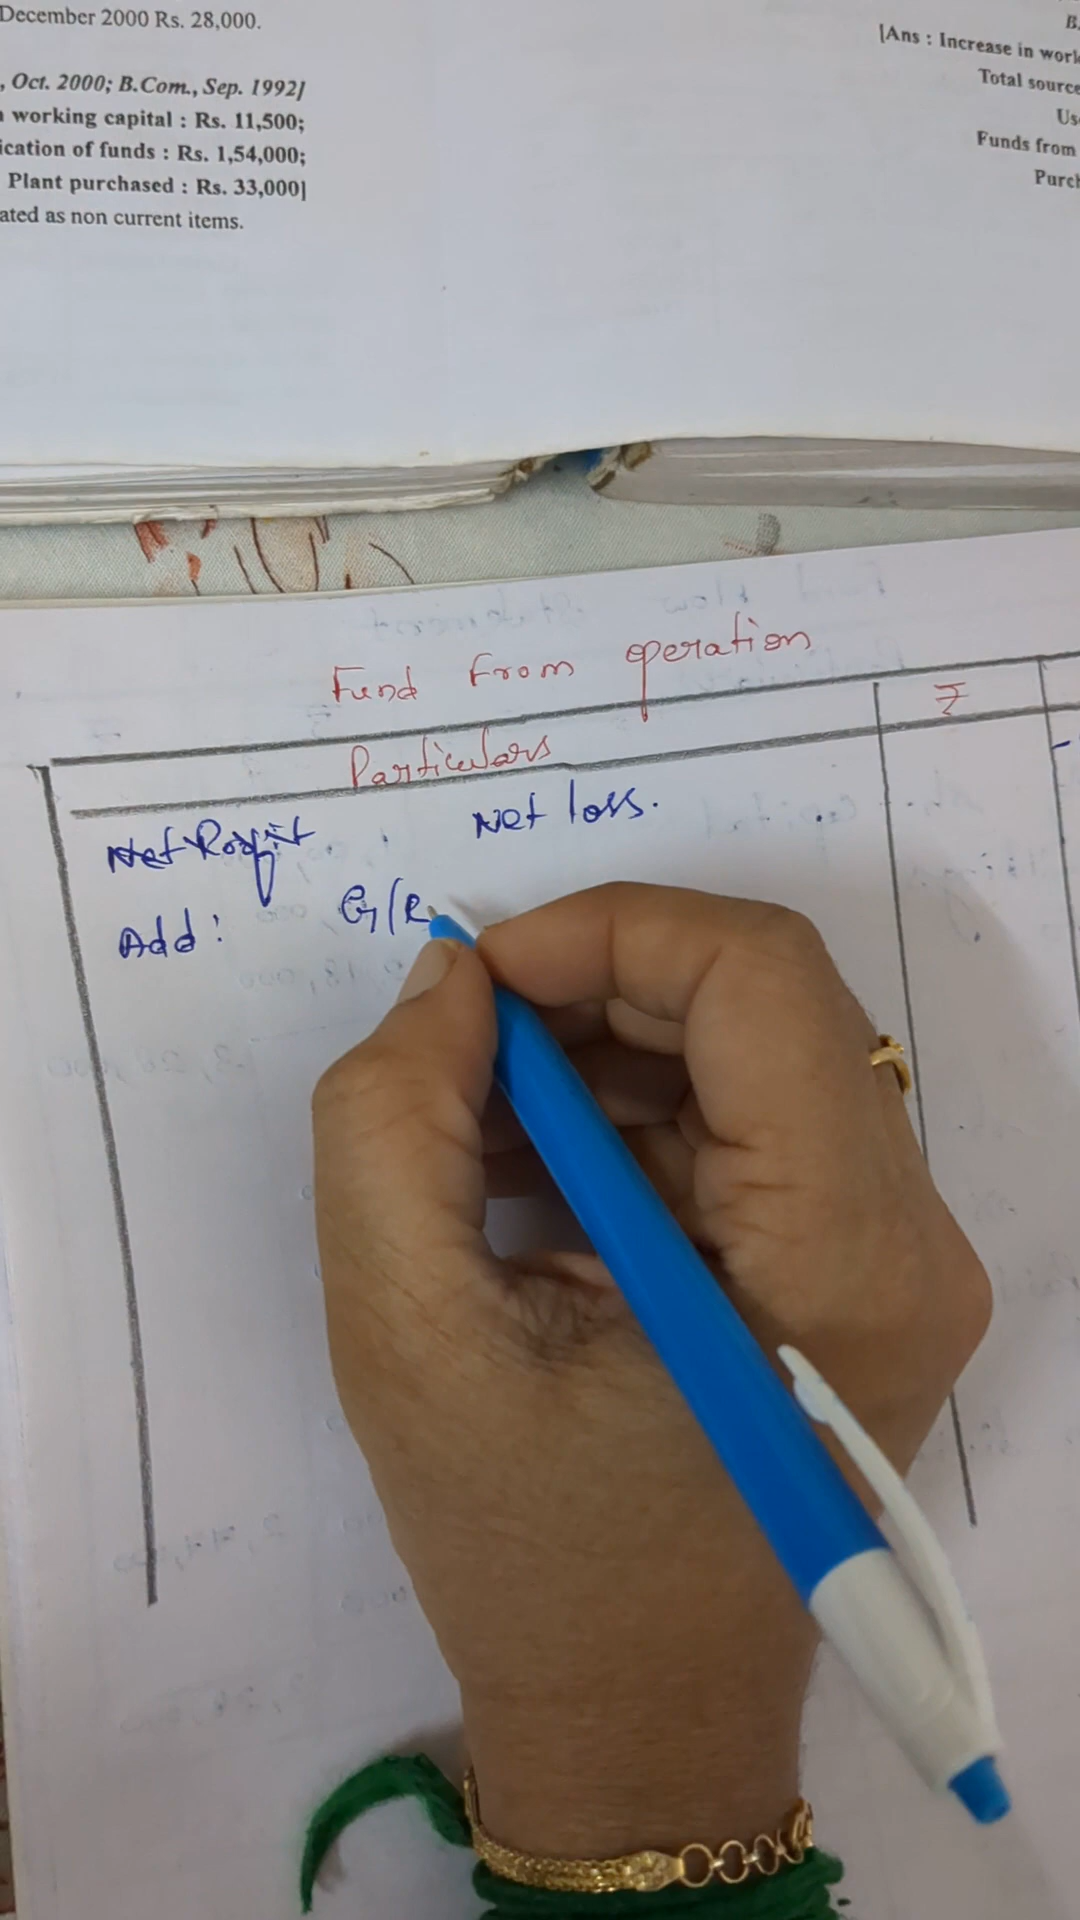 December 2000 Rs. 28,000.
, Oct. 2000; B.Com., Sep. 1992]
working capital : Rs. 11,500;
ication of funds : Rs. 1,54,000;
Plant purchased : Rs. 33,000]
ated as non current items.
B.
[Ans : Increase in work
Total source
Us
Funds from
Purch
Fund From operation
Particulars ₹
Net Profit Net loss.
Add: G/R